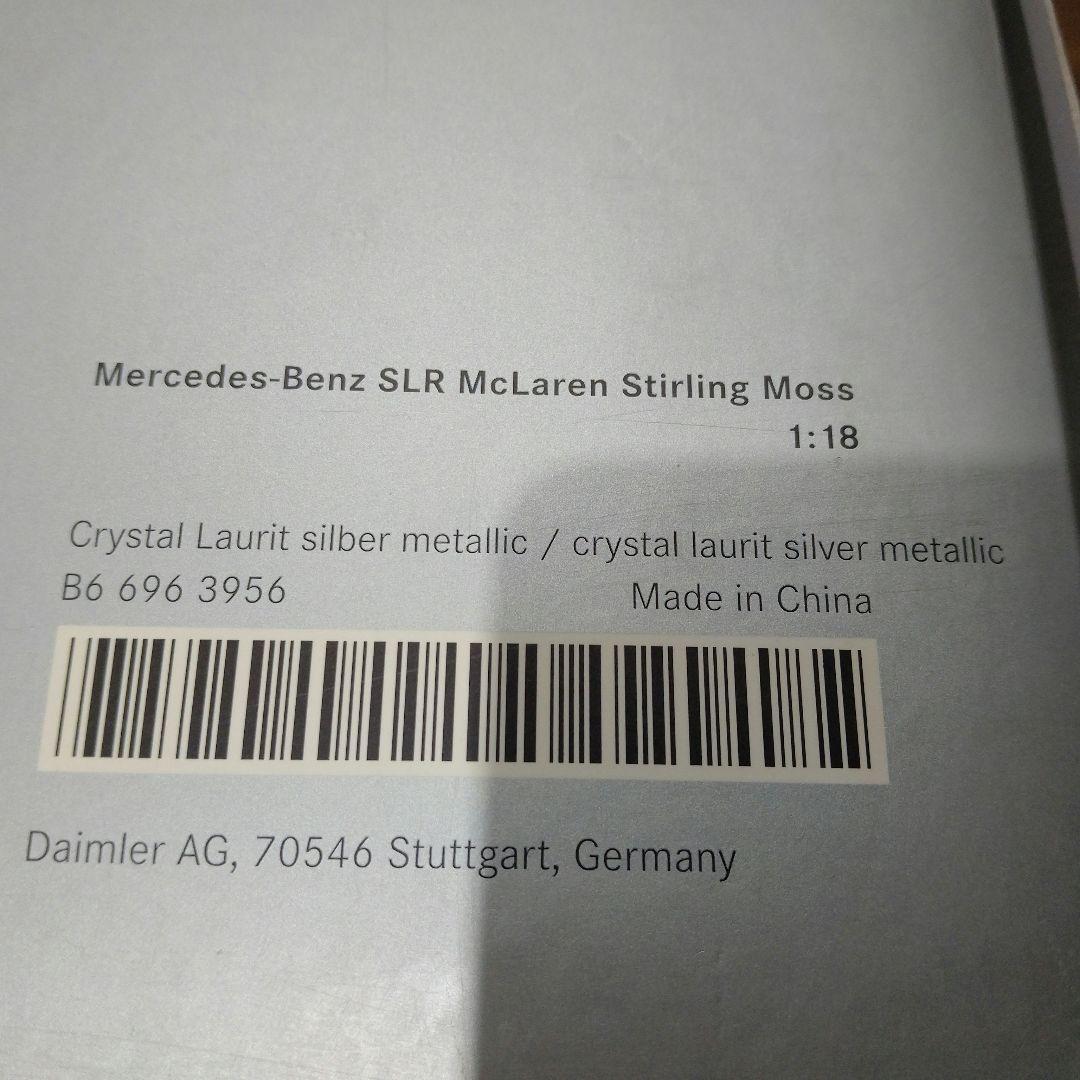 Mercedes-Benz SLR McLaren Stirling Moss
1:18
Crystal Laurit silber metallic / crystal laurit silver metallic
B6 696 3956 Made in China
Daimler AG, 70546 Stuttgart, Germany